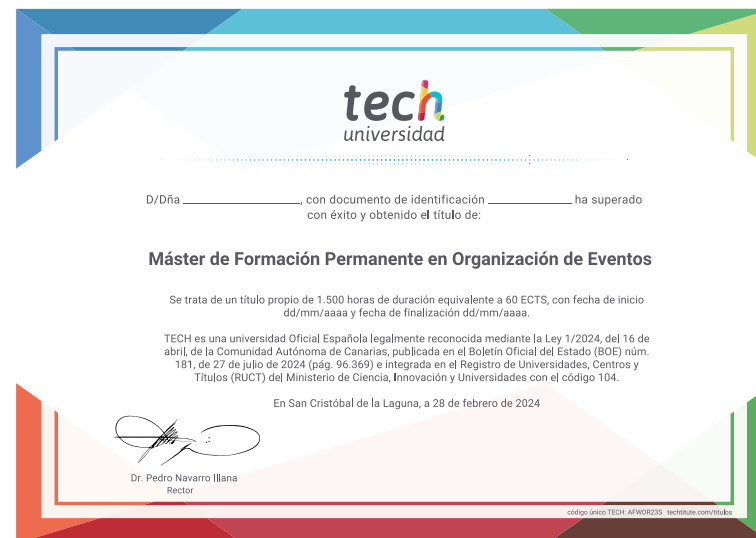 tech
universidad
D/Dña ____________________, con documento de identificación ______________ ha superado
con éxito y obtenido el título de:
Máster de Formación Permanente en Organización de Eventos
Se trata de un título propio de 1.500 horas de duración equivalente a 60 ECTS, con fecha de inicio
dd/mm/aaaa y fecha de finalización dd/mm/aaaa.
TECH es una universidad Oficial Española legalmente reconocida mediante la Ley 1/2024, del 16 de
abril, de la Comunidad Autónoma de Canarias, publicada en el Boletín Oficial del Estado (BOE) núm.
181, de 27 de julio de 2024 (pág. 96.369) e integrada en el Registro de Universidades, Centros y
Títulos (RUCT) del Ministerio de Ciencia, Innovación y Universidades con el código 104.
En San Cristóbal de la Laguna, a 28 de febrero de 2024
Dr. Pedro Navarro Illana
Rector
código único TECH: AFWOR23S techtitute.com/titulos